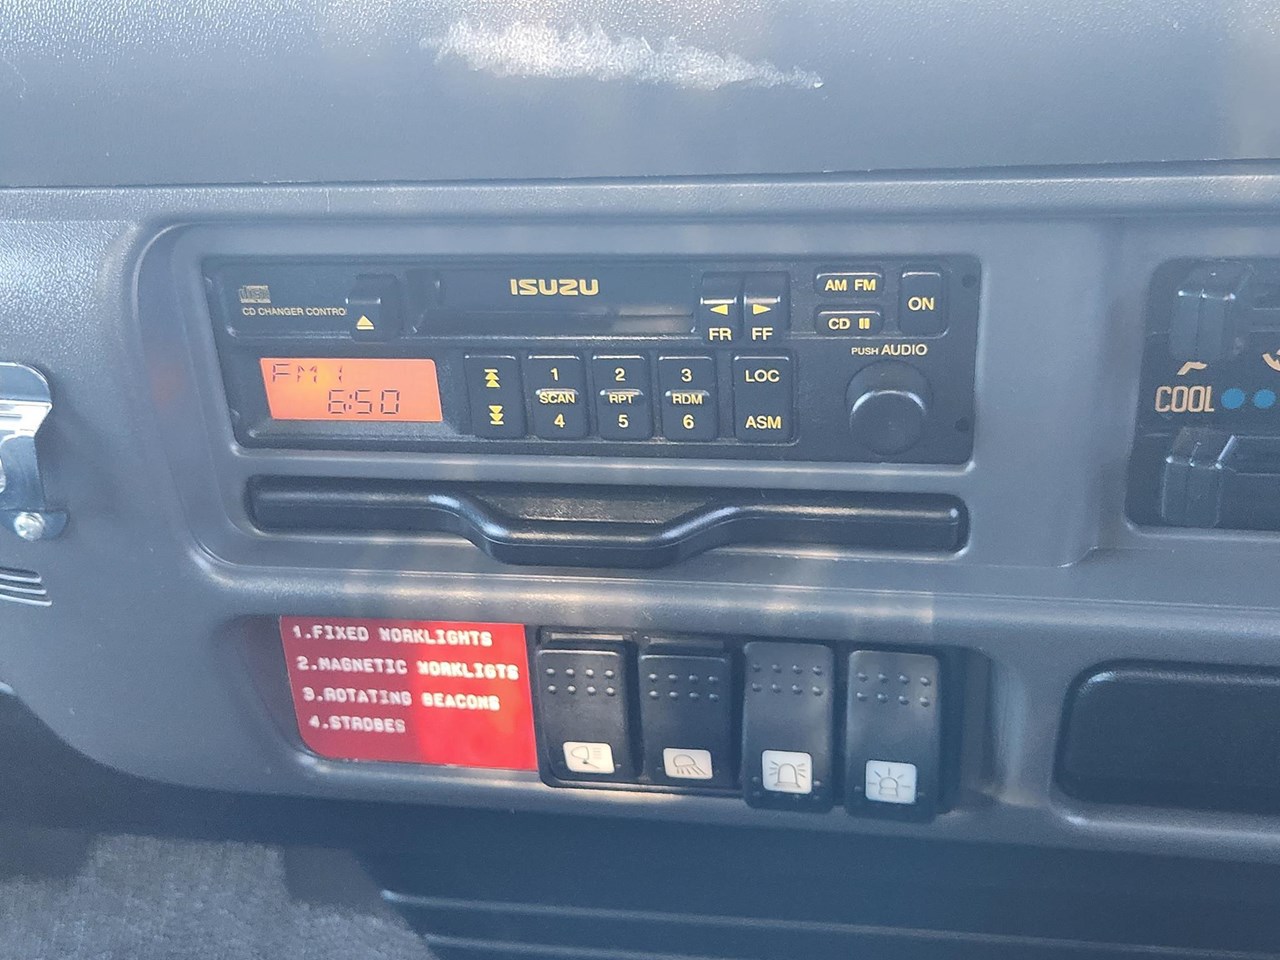 ISUZU
CD CHANGER CONTRO
FR FF
AM FM
CD
ON
PUSH AUDIO
FM 1
6:50
1 2 3 LOC
SCAN RPT RDM
4 5 6 ASM
COOL
1.FIXED WORKLIGHTS
2.MAGNETIC WORKLIGTS
3.ROTATING BEACONS
4.STROBES